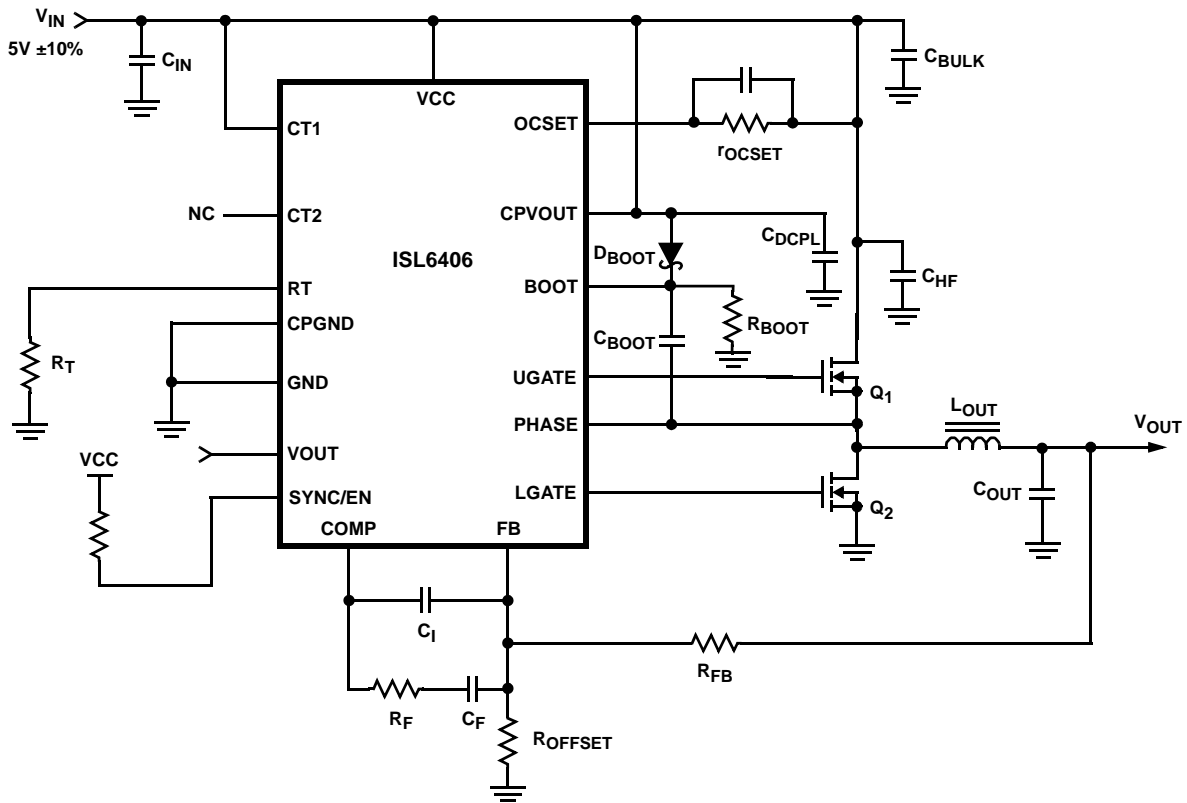 VIN
5V ±10%
CIN
CBULK
VCC
CT1
OCSET
rOCSET
NC
CT2
CPVOUT
DBOOT
CDCPL
ISL6406
CHF
RT
BOOT
RBOOT
CPGND
CBOOT
RT
GND
UGATE
Q1
PHASE
LOUT
VOUT
VCC
VOUT
SYNC/EN
LGATE
Q2
COUT
COMP
FB
CI
RFB
RF
CF
ROFFSET